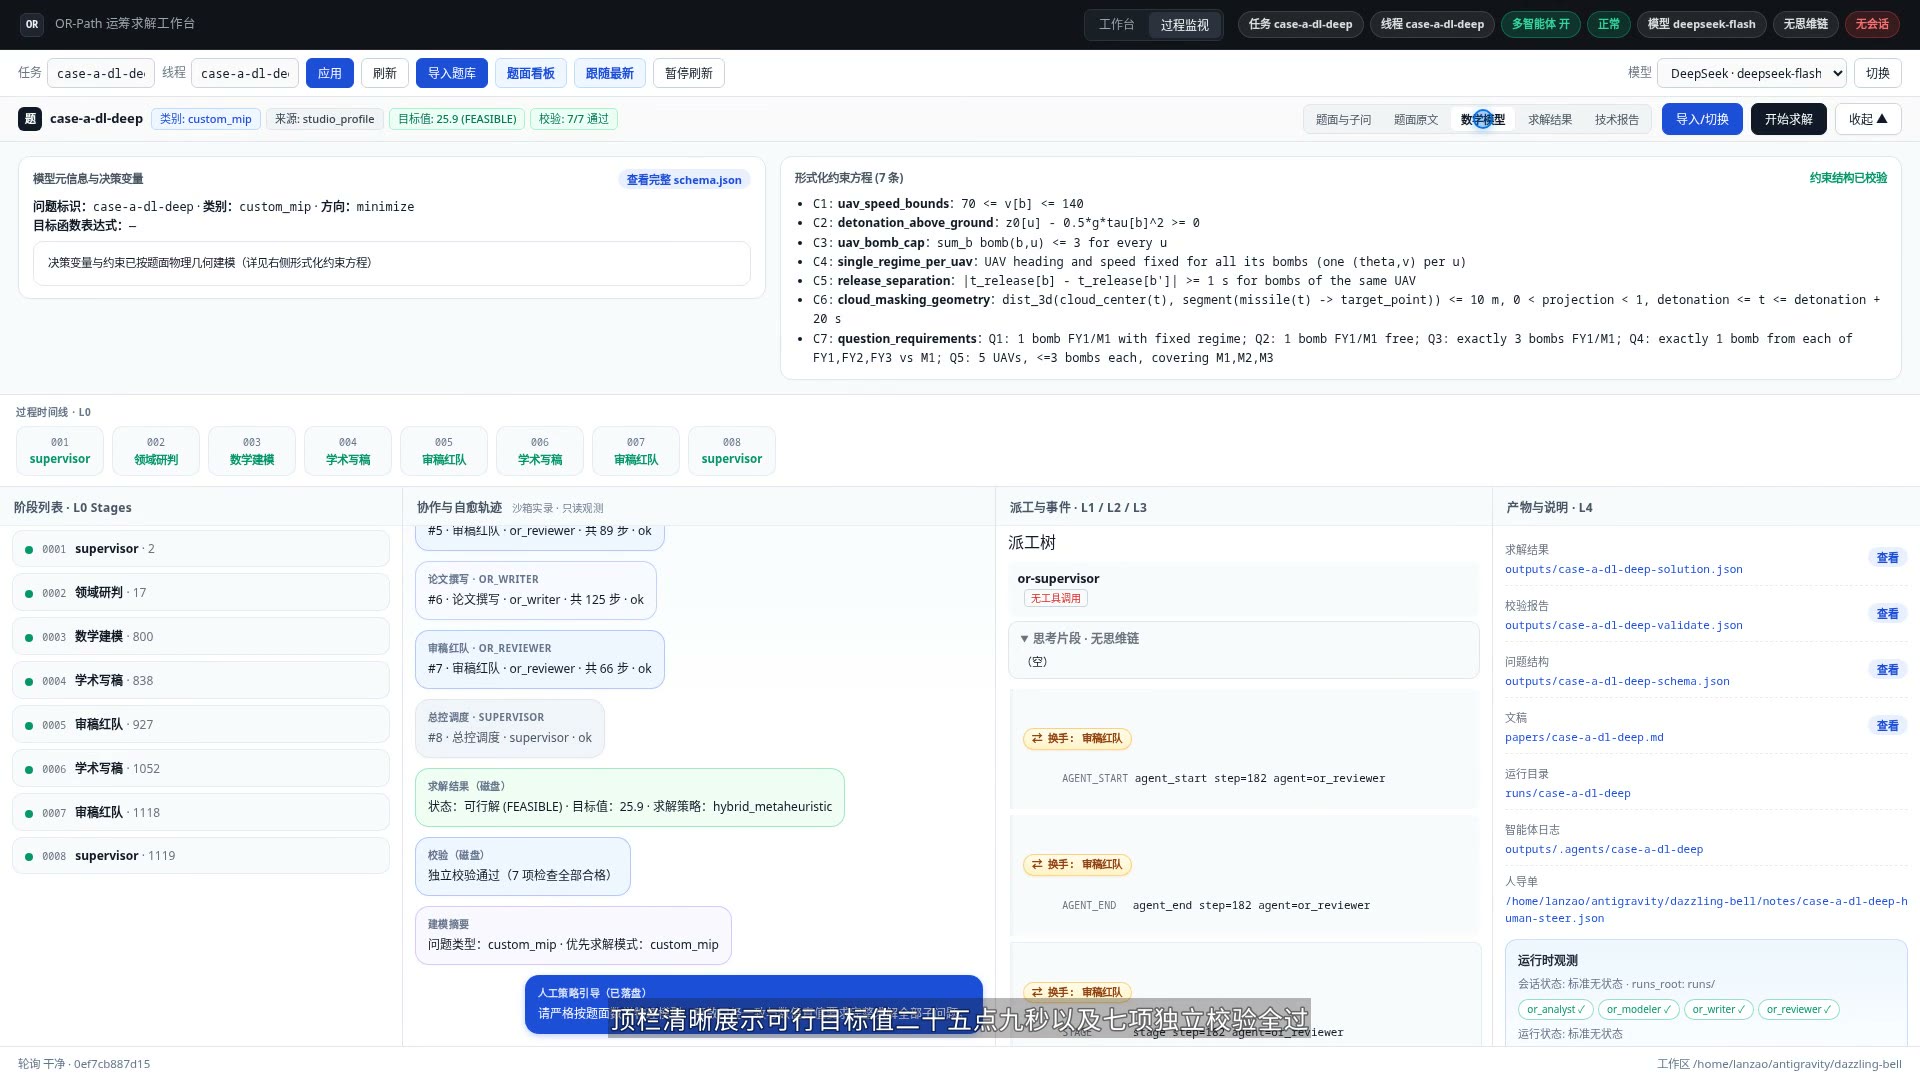 OR
OR-Path 运筹求解工作台
工作台
过程监视
任务 case-a-dl-deep
线程 case-a-dl-deep
多智能体 开
正常
模型 deepseek-flash
无思维链
无会话
任务
case-a-dl-de
线程
case-a-dl-de
应用
刷新
导入题库
题面看板
跟随最新
暂停刷新
模型
DeepSeek · deepseek-flash
切换
题
case-a-dl-deep
类别: custom_mip
来源: studio_profile
目标值: 25.9 (FEASIBLE)
校验: 7/7 通过
题面与子问
题面原文
数学模型
求解结果
技术报告
导入/切换
开始求解
收起 ▲
模型元信息与决策变量
查看完整 schema.json
问题标识：case-a-dl-deep · 类别：custom_mip · 方向：minimize
目标函数表达式：—
决策变量与约束已按题面物理几何建模（详见右侧形式化约束方程）
形式化约束方程 (7 条)
约束结构已校验
• C1: uav_speed_bounds: 70 <= v[b] <= 140
• C2: detonation_above_ground: z0[u] - 0.5*g*tau[b]^2 >= 0
• C3: uav_bomb_cap: sum_b bomb(b,u) <= 3 for every u
• C4: single_regime_per_uav: UAV heading and speed fixed for all its bombs (one (theta,v) per u)
• C5: release_separation: |t_release[b] - t_release[b']| >= 1 s for bombs of the same UAV
• C6: cloud_masking_geometry: dist_3d(cloud_center(t), segment(missile(t) -> target_point)) <= 10 m, 0 < projection < 1, detonation <= t <= detonation +
20 s
• C7: question_requirements: Q1: 1 bomb FY1/M1 with fixed regime; Q2: 1 bomb FY1/M1 free; Q3: exactly 3 bombs FY1/M1; Q4: exactly 1 bomb from each of
FY1,FY2,FY3 vs M1; Q5: 5 UAVs, <=3 bombs each, covering M1,M2,M3
过程时间线 · L0
001
supervisor
002
领域研判
003
数学建模
004
学术写稿
005
审稿红队
006
学术写稿
007
审稿红队
008
supervisor
阶段列表 · L0 Stages
0001 supervisor · 2
0002 领域研判 · 17
0003 数学建模 · 800
0004 学术写稿 · 838
0005 审稿红队 · 927
0006 学术写稿 · 1052
0007 审稿红队 · 1118
0008 supervisor · 1119
协作与自愈轨迹 沙箱实录 · 只读观测
#5 · 审稿红队 · or_reviewer · 共 89 步 · ok
论文撰写 · OR_WRITER
#6 · 论文撰写 · or_writer · 共 125 步 · ok
审稿红队 · OR_REVIEWER
#7 · 审稿红队 · or_reviewer · 共 66 步 · ok
总控调度 · SUPERVISOR
#8 · 总控调度 · supervisor · ok
求解结果（磁盘）
状态：可行解 (FEASIBLE) · 目标值：25.9 · 求解策略：hybrid_metaheuristic
校验（磁盘）
独立校验通过（7 项检查全部合格）
建模摘要
问题类型：custom_mip · 优先求解模式：custom_mip
人工策略引导（已落盘）
请严格按题面
派工与事件 · L1 / L2 / L3
派工树
or-supervisor
无工具调用
▼ 思考片段 · 无思维链
（空）
⇄ 换手：审稿红队
AGENT_START agent_start step=182 agent=or_reviewer
⇄ 换手：审稿红队
AGENT_END agent_end step=182 agent=or_reviewer
⇄ 换手：审稿红队
STAGE stage step=182 agent=or_reviewer
产物与说明 · L4
求解结果
outputs/case-a-dl-deep-solution.json
查看
校验报告
outputs/case-a-dl-deep-validate.json
查看
问题结构
outputs/case-a-dl-deep-schema.json
查看
文稿
papers/case-a-dl-deep.md
查看
运行目录
runs/case-a-dl-deep
智能体日志
outputs/.agents/case-a-dl-deep
人导单
/home/lanzao/antigravity/dazzling-bell/notes/case-a-dl-deep-h
uman-steer.json
运行时观测
会话状态: 标准无状态 · runs_root: runs/
or_analyst ✓
or_modeler ✓
or_writer ✓
or_reviewer ✓
运行状态: 标准无状态
顶栏清晰展示可行目标值二十五点九秒以及七项独立校验全过
轮询 干净 · 0ef7cb887d15
工作区 /home/lanzao/antigravity/dazzling-bell